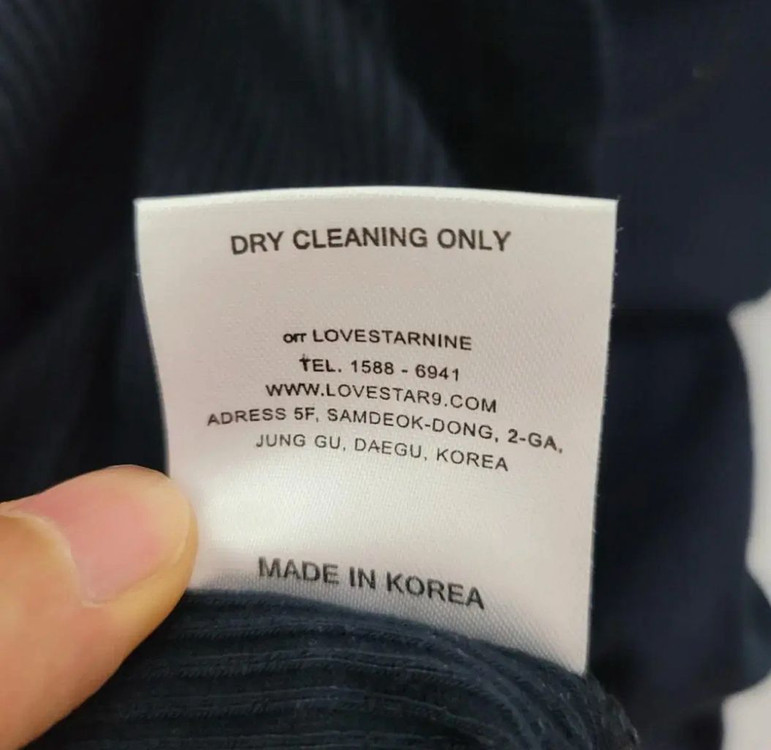 DRY CLEANING ONLY
orr LOVESTARNINE
TEL. 1588 - 6941
WWW.LOVESTAR9.COM
ADRESS 5F, SAMDEOK-DONG, 2-GA,
JUNG GU, DAEGU, KOREA
MADE IN KOREA